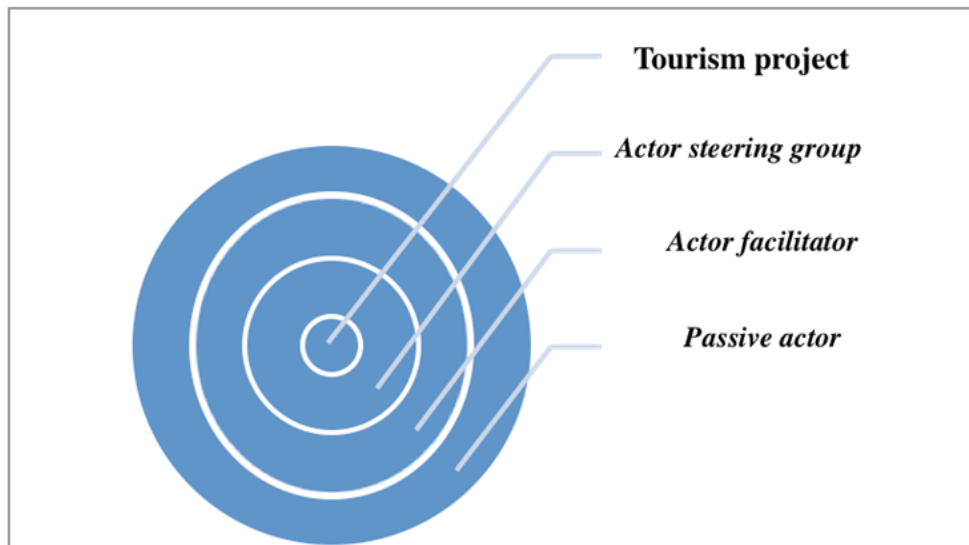 Tourism project
Actor steering group
Actor facilitator
Passive actor